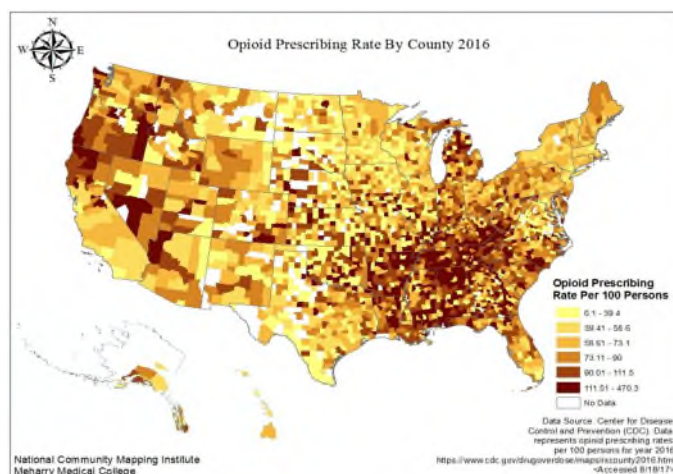 N
W E
S
Opioid Prescribing Rate By County 2016
Opioid Prescribing
Rate Per 100 Persons
6.1 - 39.4
39.41 - 58.6
58.61 - 73.1
73.11 - 90
90.01 - 111.5
111.51 - 470.3
No Data
Data Source: Center for Disease
Control and Prevention (CDC). Data
represents opioid prescribing rates
per 100 persons for year 2016
https://www.cdc.gov/drugoverdose/maps/rxcounty2016.html
<Accessed 8/18/17>
National Community Mapping Institute
Meharry Medical College